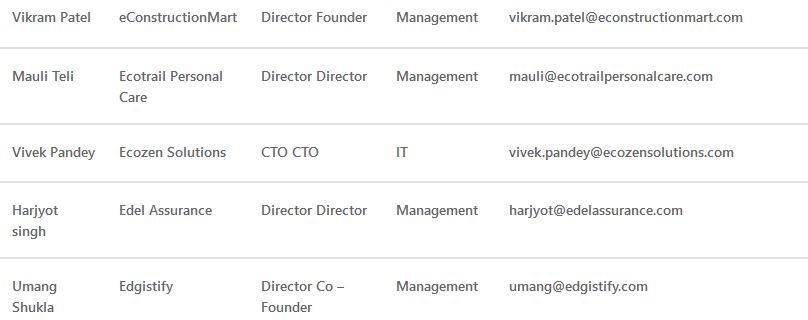 Vikram Patel eConstructionMart Director Founder Management vikram.patel@econstructionmart.com
Mauli Teli Ecotrail Personal Director Director Management mauli@ecotrailpersonalcare.com
Care
Vivek Pandey Ecozen Solutions CTO CTO IT vivek.pandey@ecozensolutions.com
Harjyot Edel Assurance Director Director Management harjyot@edelassurance.com
singh
Umang Edgistify Director Co – Management umang@edgistify.com
Shukla Founder